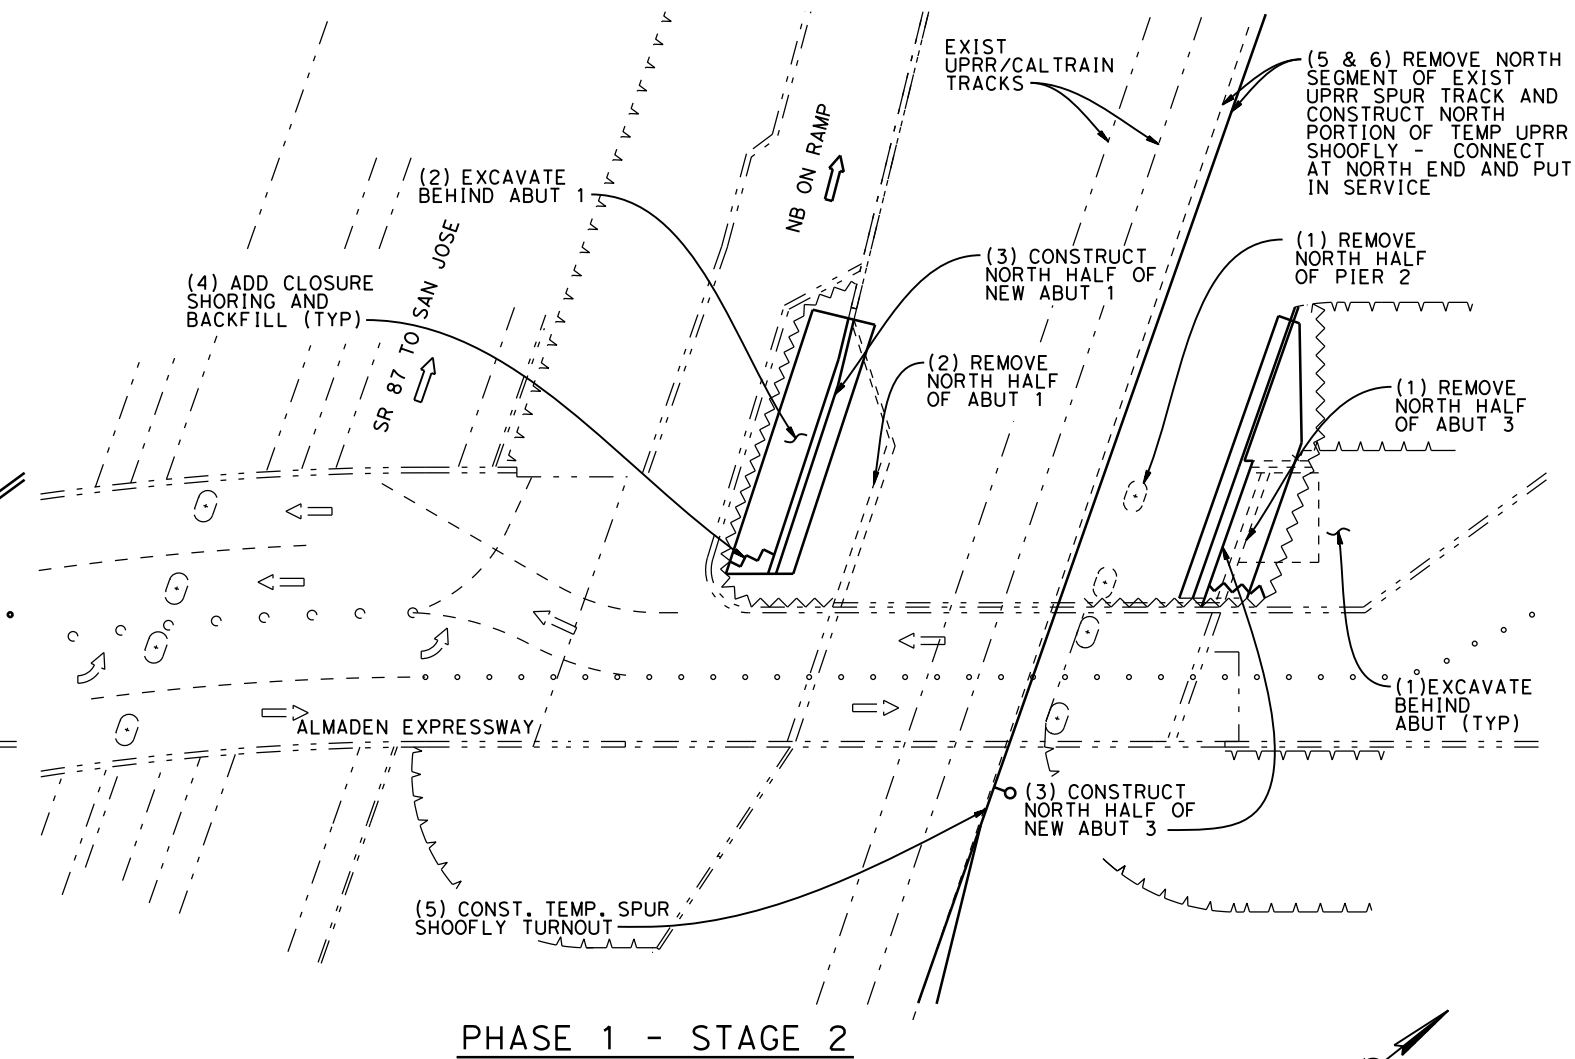 EXIST
UPRR/CALTRAIN
TRACKS
(5 & 6) REMOVE NORTH
SEGMENT OF EXIST
UPRR SPUR TRACK AND
CONSTRUCT NORTH
PORTION OF TEMP UPRR
SHOOFLY - CONNECT
AT NORTH END AND PUT
IN SERVICE
NB ON RAMP
(2) EXCAVATE
BEHIND ABUT 1
SR 87 TO SAN JOSE
(3) CONSTRUCT
NORTH HALF OF
NEW ABUT 1
(1) REMOVE
NORTH HALF
OF PIER 2
(4) ADD CLOSURE
SHORING AND
BACKFILL (TYP)
(2) REMOVE
NORTH HALF
OF ABUT 1
(1) REMOVE
NORTH HALF
OF ABUT 3
(1)EXCAVATE
BEHIND
ABUT (TYP)
ALMADEN EXPRESSWAY
(3) CONSTRUCT
NORTH HALF OF
NEW ABUT 3
(5) CONST. TEMP. SPUR
SHOOFLY TURNOUT
PHASE 1 - STAGE 2